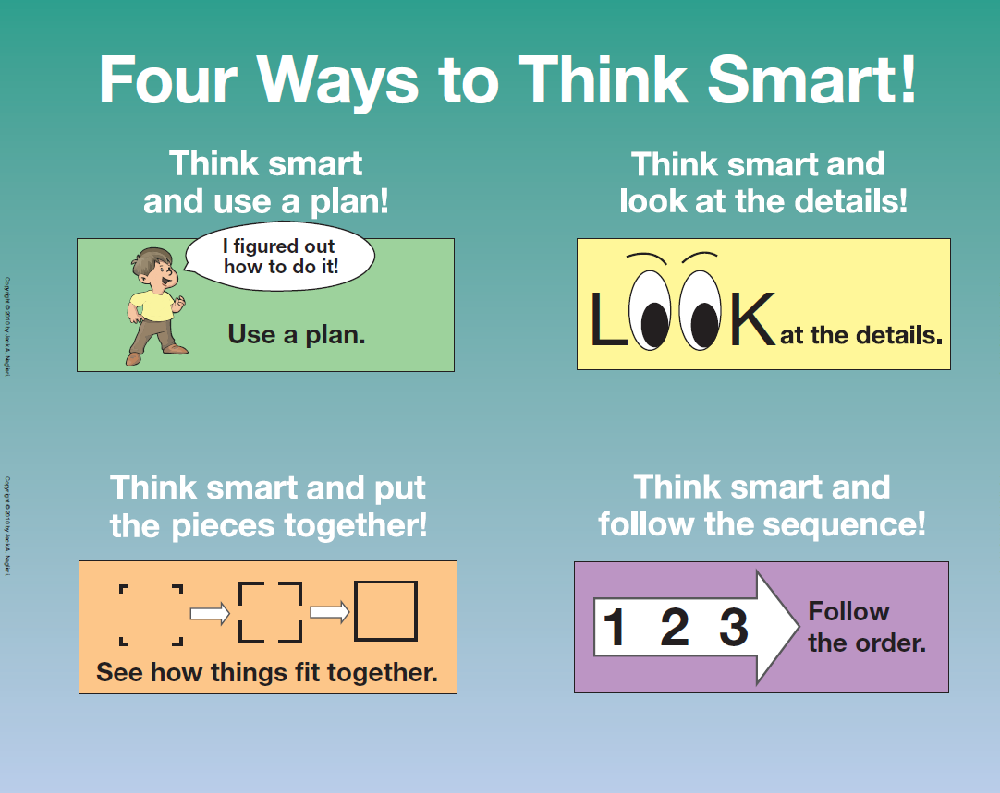 Four Ways to Think Smart!
Think smart
and use a plan!
I figured out
how to do it!
Use a plan.
Think smart and
look at the details!
LOOK at the details.
Think smart and put
the pieces together!
See how things fit together.
Think smart and
follow the sequence!
1 2 3
Follow
the order.
Copyright © 2010 by Jack A. Naglieri.
Copyright © 2010 by Jack A. Naglieri.